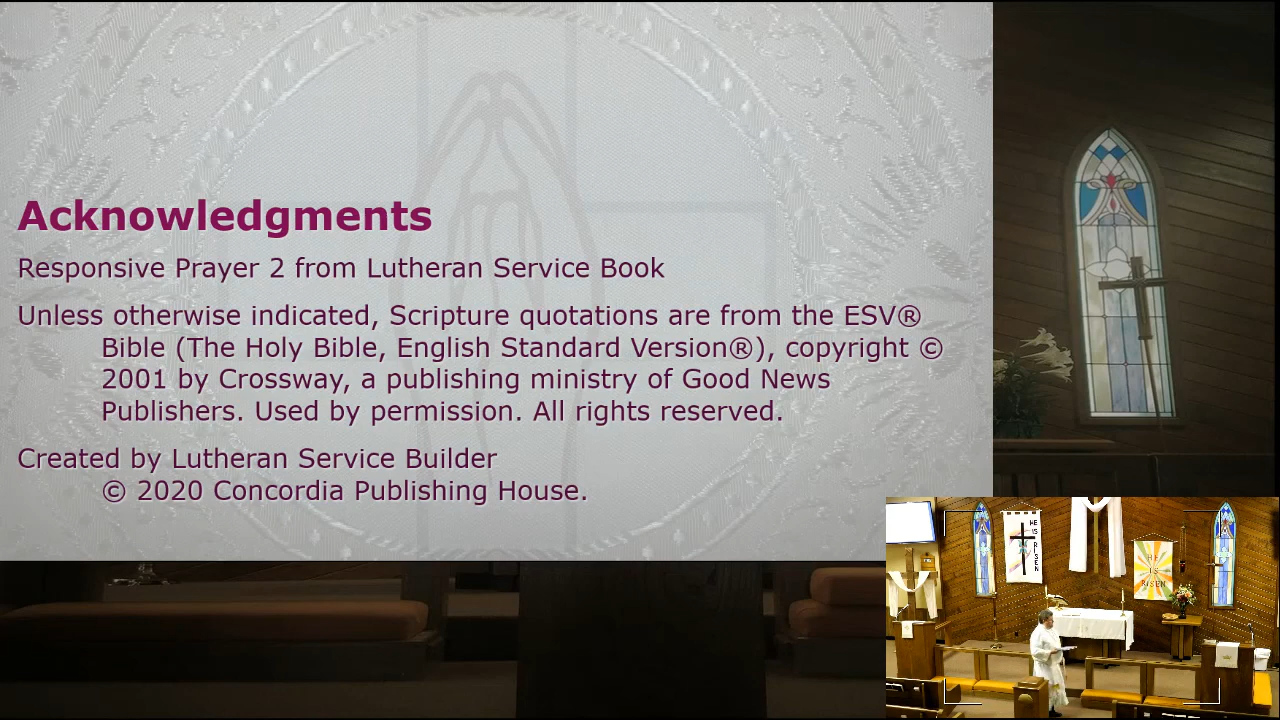 Acknowledgments
Responsive Prayer 2 from Lutheran Service Book
Unless otherwise indicated, Scripture quotations are from the ESV®
Bible (The Holy Bible, English Standard Version®), copyright ©
2001 by Crossway, a publishing ministry of Good News
Publishers. Used by permission. All rights reserved.
Created by Lutheran Service Builder
© 2020 Concordia Publishing House.
HE
IS
RISEN
HE
IS
RISEN